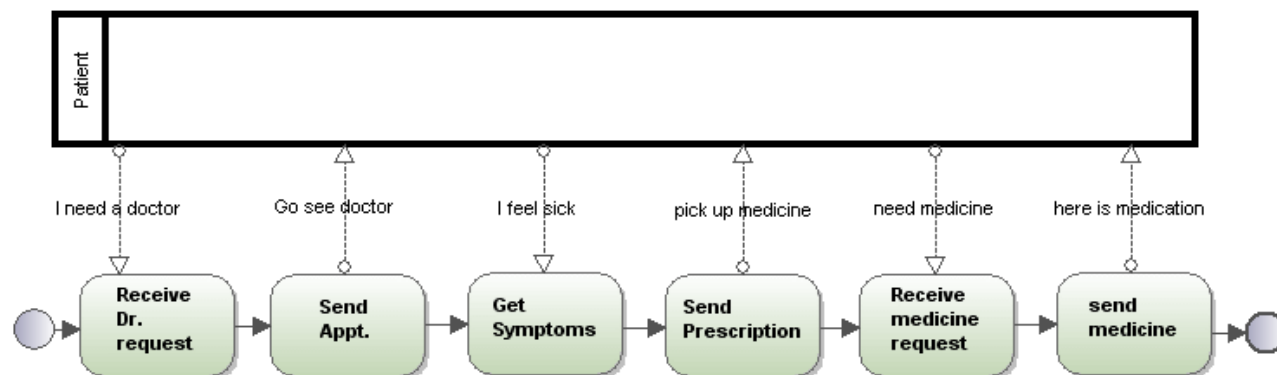 Patient
I need a doctor
Go see doctor
I feel sick
pick up medicine
need medicine
here is medication
Receive
Dr.
request
Send
Appt.
Get
Symptoms
Send
Prescription
Receive
medicine
request
send
medicine